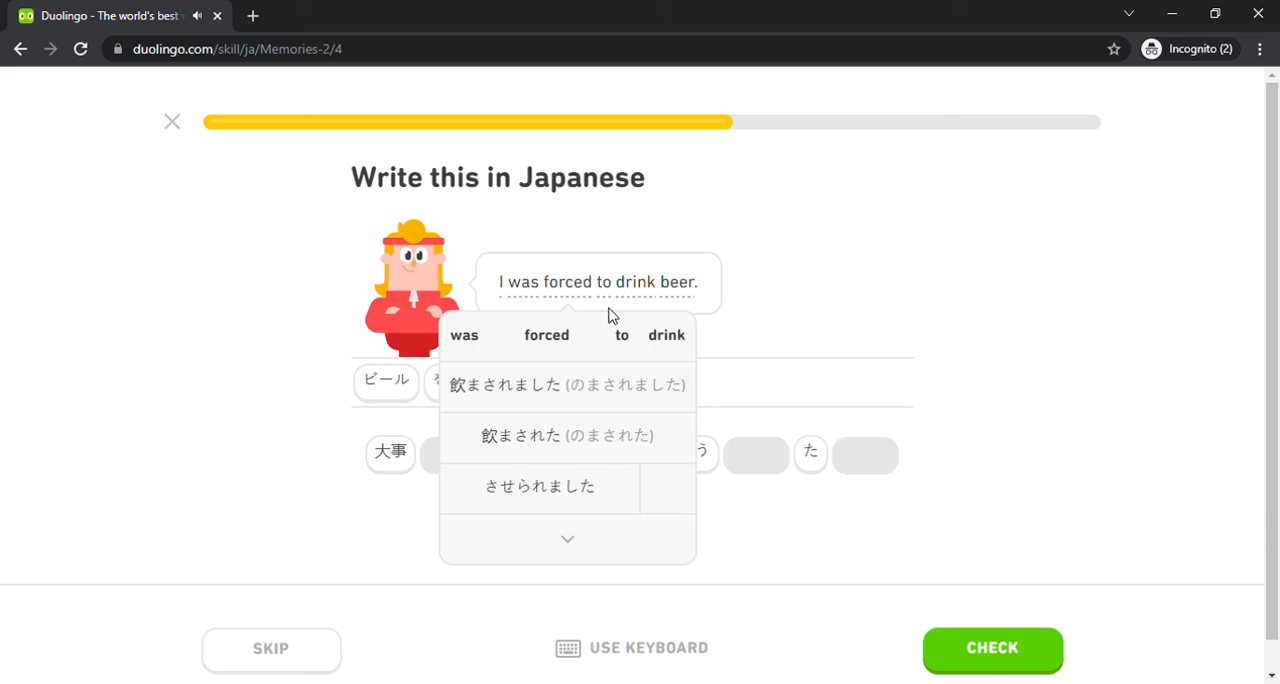 Duolingo - The world's best
duolingo.com/skill/ja/Memories-2/4
Incognito (2)
Write this in Japanese
I was forced to drink beer.
was forced to drink
ビール
飲まされました (のまされました)
飲まされた (のまされた)
大事
う
た
させられました
SKIP
USE KEYBOARD
CHECK